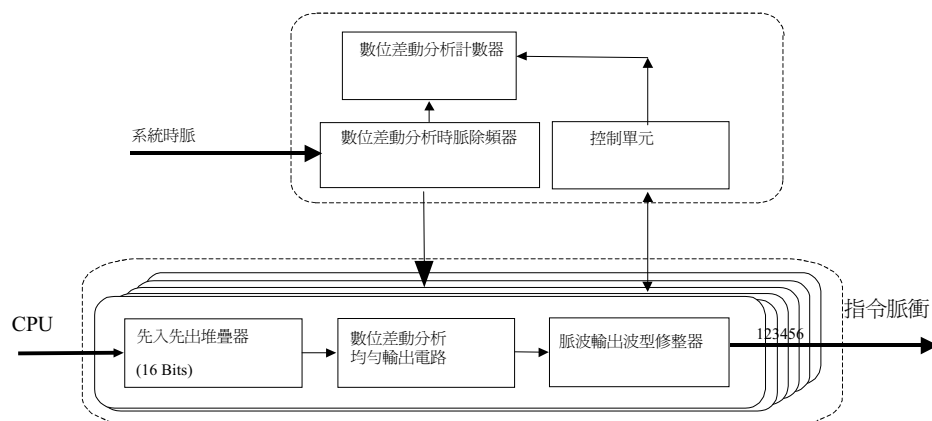 數位差動分析計數器
系統時脈
數位差動分析時脈除頻器
控制單元
CPU
指令脈衝
先入先出堆疊器
(16 Bits)
數位差動分析
均勻輸出電路
脈波輸出波型修整器
123456